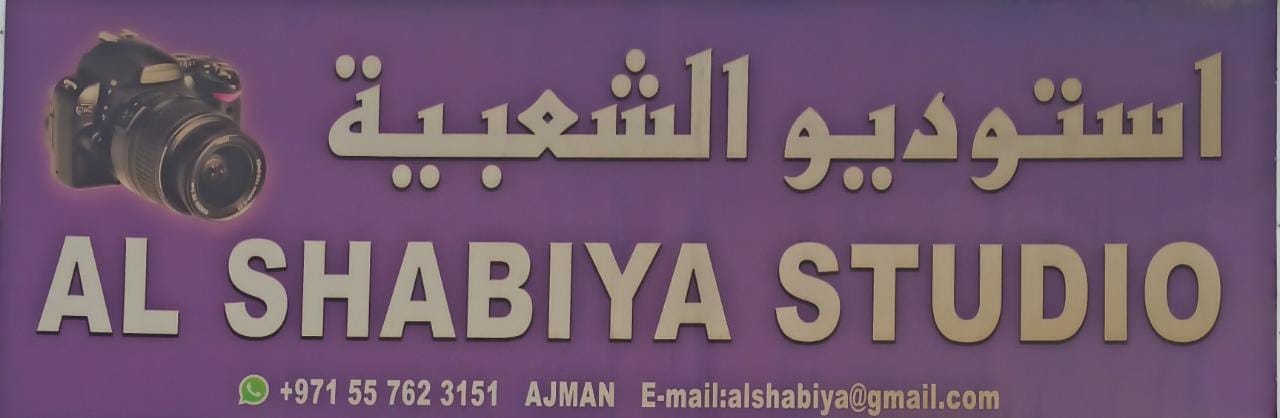 استوديو الشعبية
AL SHABIYA STUDIO
+971 55 762 3151 AJMAN E-mail:alshabiya@gmail.com